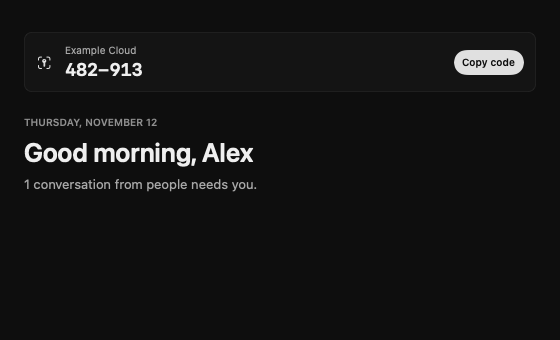 Example Cloud
482–913
Copy code
THURSDAY, NOVEMBER 12
Good morning, Alex
1 conversation from people needs you.